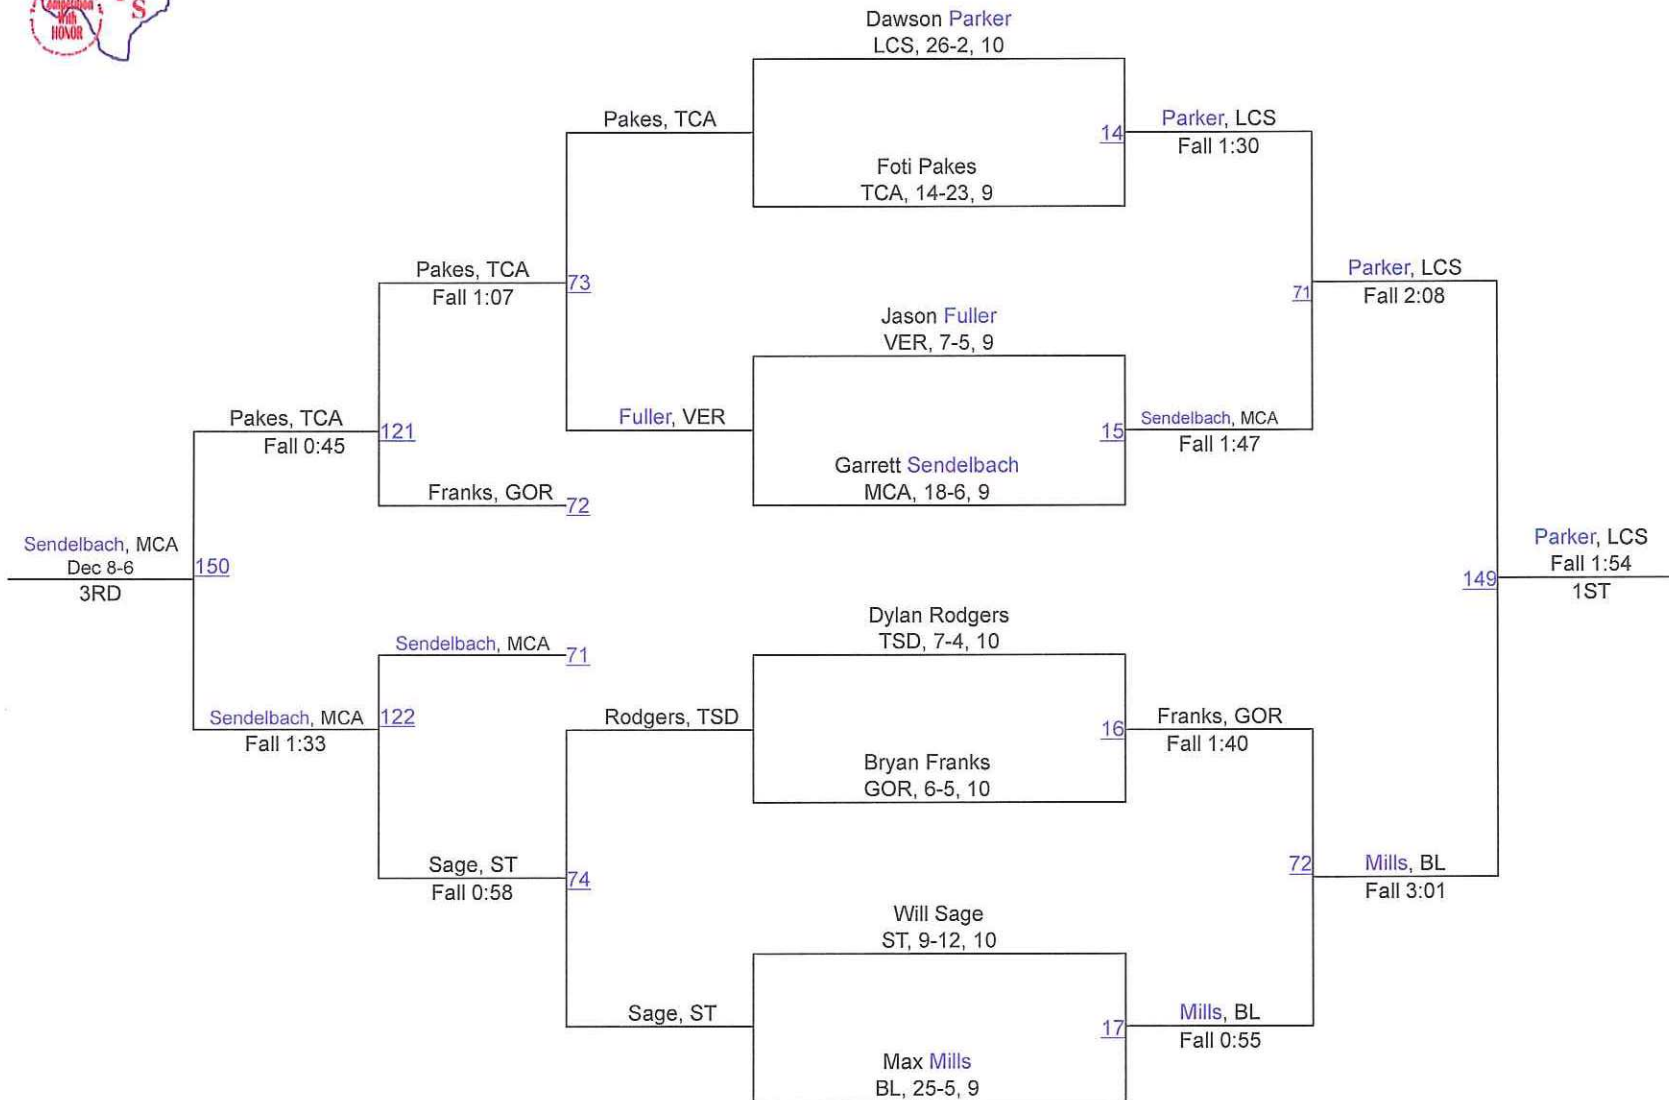 S
Competition
With
HONOR
Dawson Parker
LCS, 26-2, 10
Pakes, TCA
14
Parker, LCS
Fall 1:30
Foti Pakes
TCA, 14-23, 9
Pakes, TCA
Fall 1:07
73
71
Parker, LCS
Fall 2:08
Jason Fuller
VER, 7-5, 9
Pakes, TCA
Fall 0:45
121
Fuller, VER
15
Sendelbach, MCA
Fall 1:47
Garrett Sendelbach
MCA, 18-6, 9
Franks, GOR
72
Sendelbach, MCA
Dec 8-6
3RD
150
149
Parker, LCS
Fall 1:54
1ST
Dylan Rodgers
TSD, 7-4, 10
Sendelbach, MCA
71
Sendelbach, MCA
Fall 1:33
122
Rodgers, TSD
16
Franks, GOR
Fall 1:40
Bryan Franks
GOR, 6-5, 10
Sage, ST
Fall 0:58
74
72
Mills, BL
Fall 3:01
Will Sage
ST, 9-12, 10
Sage, ST
17
Mills, BL
Fall 0:55
Max Mills
BL, 25-5, 9